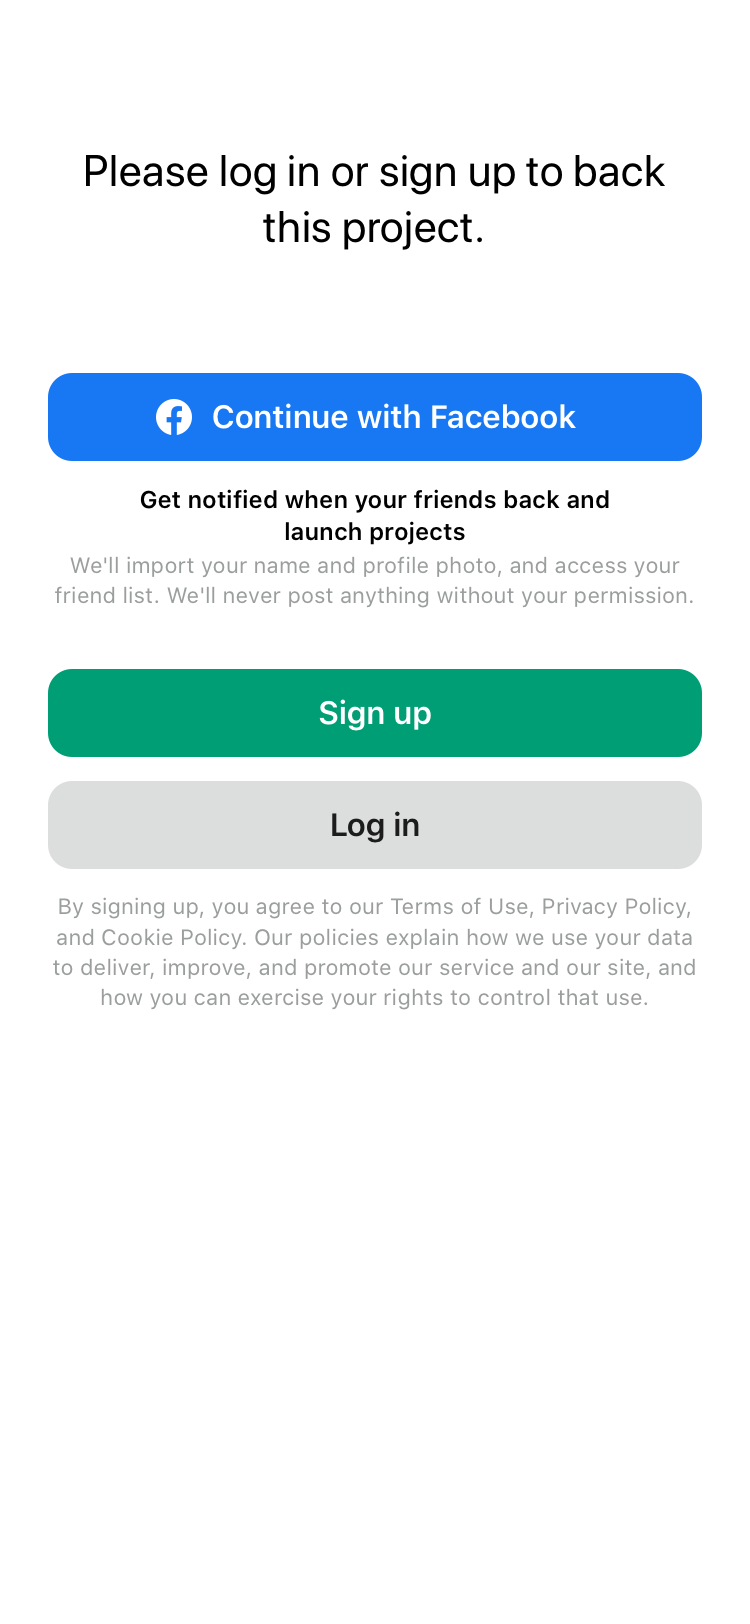 Please log in or sign up to back
this project.
Continue with Facebook
Get notified when your friends back and
launch projects
We'll import your name and profile photo, and access your
friend list. We'll never post anything without your permission.
Sign up
Log in
By signing up, you agree to our Terms of Use, Privacy Policy,
and Cookie Policy. Our policies explain how we use your data
to deliver, improve, and promote our service and our site, and
how you can exercise your rights to control that use.